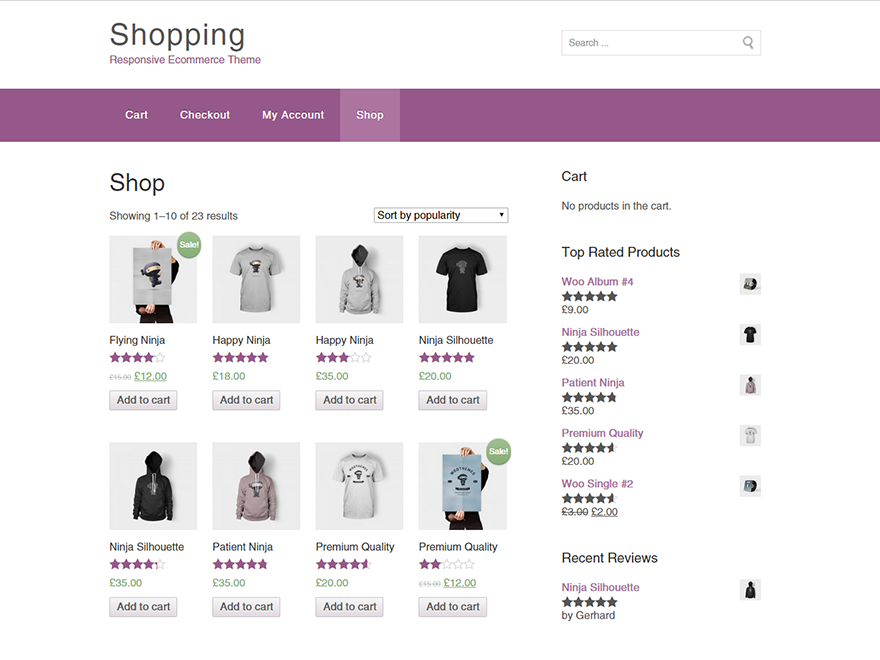 Shopping
Responsive Ecommerce Theme
Search ...
Cart
Checkout
My Account
Shop
Shop
Showing 1–10 of 23 results
Sort by popularity
Sale!
Flying Ninja
£15.00 £12.00
Add to cart
Happy Ninja
£18.00
Add to cart
Happy Ninja
£35.00
Add to cart
Ninja Silhouette
£20.00
Add to cart
Ninja Silhouette
£35.00
Add to cart
Patient Ninja
£35.00
Add to cart
WOOTHEMES
Premium Quality
£20.00
Add to cart
Sale!
WOOTHEMES
Premium Quality
£15.00 £12.00
Add to cart
Cart
No products in the cart.
Top Rated Products
Woo Album #4
£9.00
Ninja Silhouette
£20.00
Patient Ninja
£35.00
Premium Quality
£20.00
Woo Single #2
£3.00 £2.00
Recent Reviews
Ninja Silhouette
by Gerhard